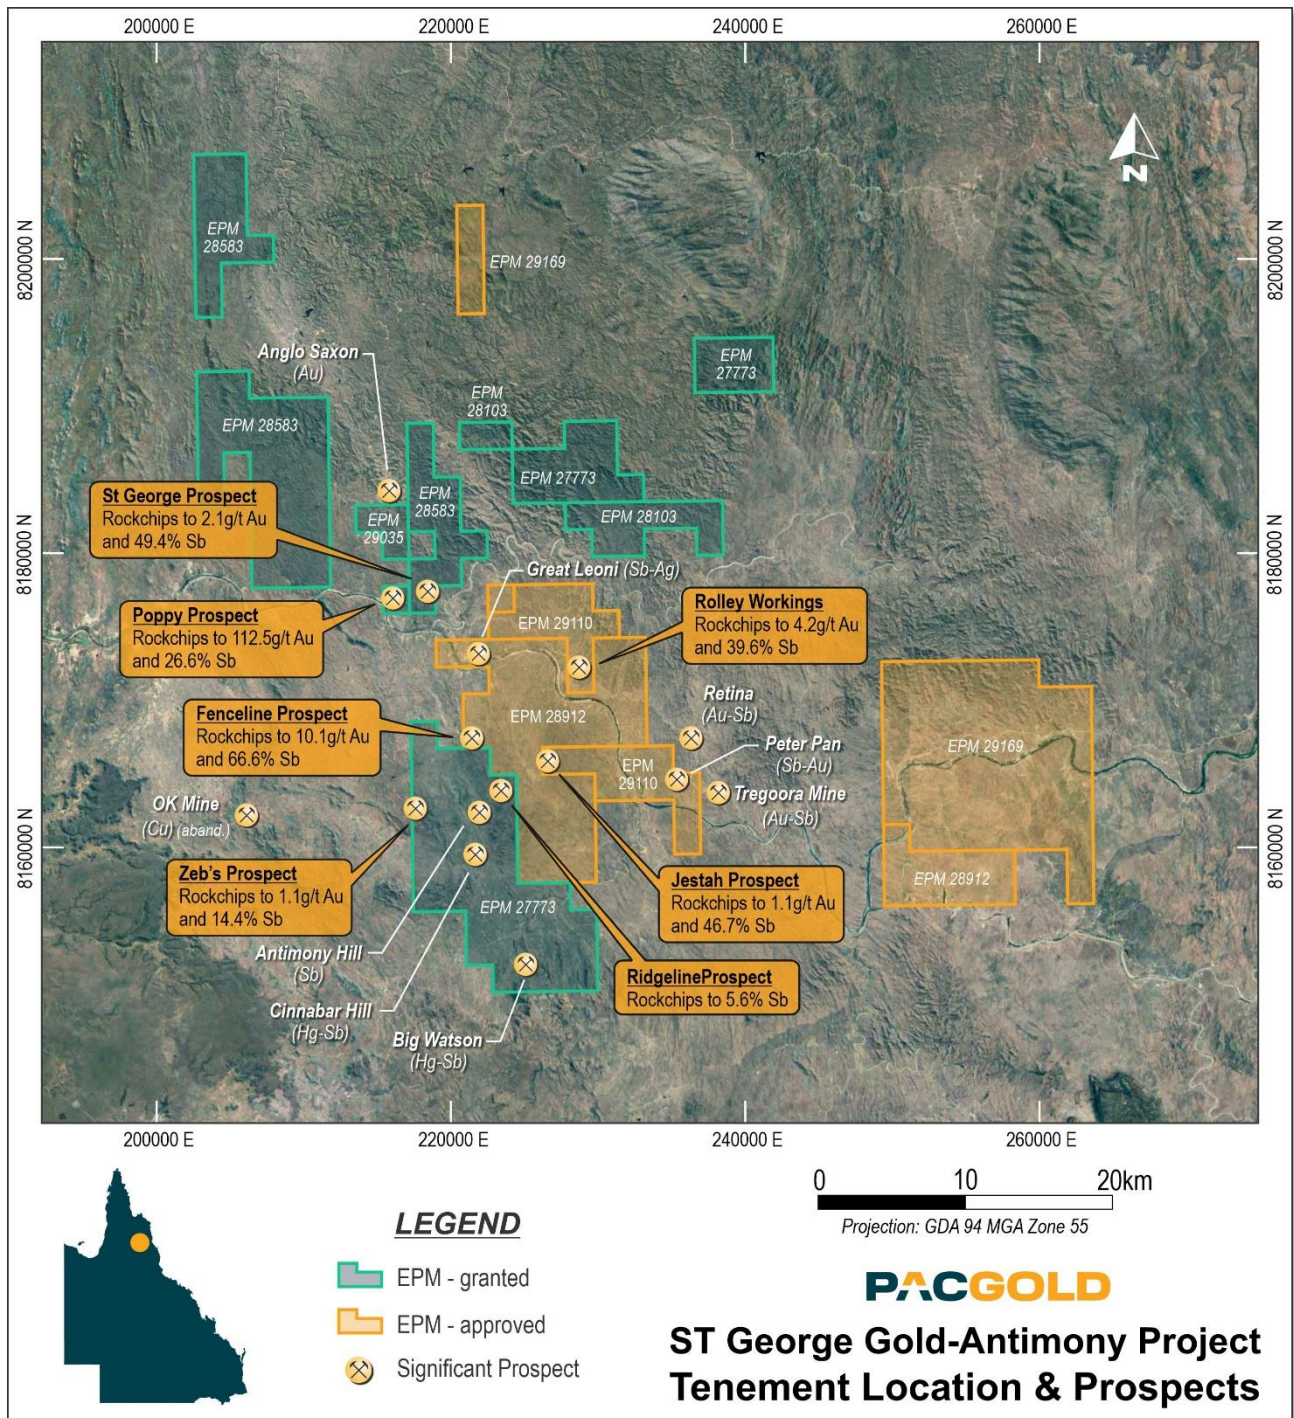 200000 E
220000 E
240000 E
260000 E
N
8200000 N
8200000 N
EPM
28583
EPM 29169
Anglo Saxon
(Au)
EPM
27773
EPM
28103
EPM 28583
EPM 27773
EPM
28583
EPM 28103
EPM
29035
St George Prospect
Rockchips to 2.1g/t Au
and 49.4% Sb
8180000 N
8180000 N
Great Leoni (Sb-Ag)
Poppy Prospect
Rockchips to 112.5g/t Au
and 26.6% Sb
EPM
29110
Rolley Workings
Rockchips to 4.2g/t Au
and 39.6% Sb
Retina
(Au-Sb)
Fenceline Prospect
Rockchips to 10.1g/t Au
and 66.6% Sb
EPM 28912
Peter Pan
(Sb-Au)
EPM 29169
EPM
29110
Tregoora Mine
(Au-Sb)
OK Mine
(Cu) (aband.)
8160000 N
8160000 N
Zeb's Prospect
Rockchips to 1.1g/t Au
and 14.4% Sb
Jestah Prospect
Rockchips to 1.1g/t Au
and 46.7% Sb
EPM 28912
EPM 27773
Antimony Hill
(Sb)
RidgelineProspect
Rockchips to 5.6% Sb
Cinnabar Hill
(Hg-Sb)
Big Watson
(Hg-Sb)
200000 E
220000 E
240000 E
260000 E
0
10
20km
Projection: GDA 94 MGA Zone 55
LEGEND
EPM - granted
EPM - approved
Significant Prospect
PACGOLD
ST George Gold-Antimony Project
Tenement Location & Prospects